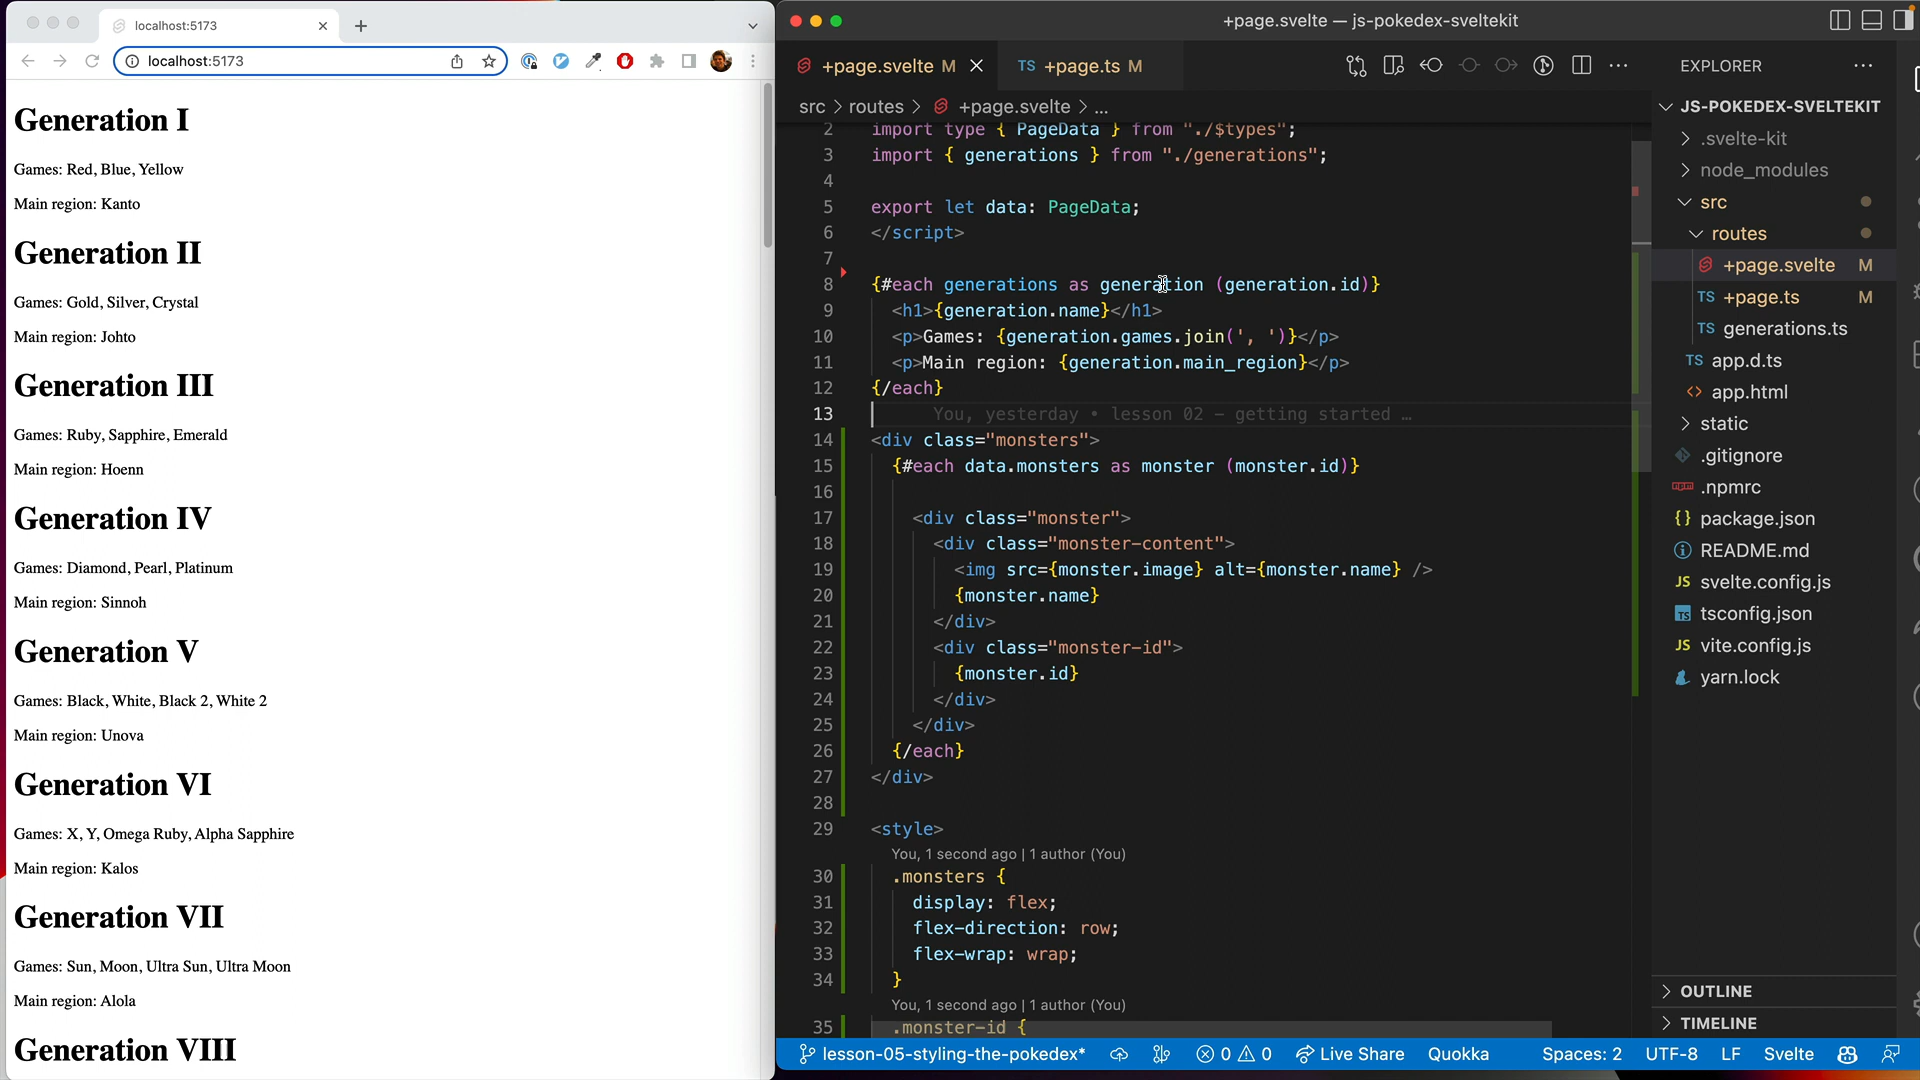 localhost:5173
localhost:5173
Generation I
Games: Red, Blue, Yellow
Main region: Kanto
Generation II
Games: Gold, Silver, Crystal
Main region: Johto
Generation III
Games: Ruby, Sapphire, Emerald
Main region: Hoenn
Generation IV
Games: Diamond, Pearl, Platinum
Main region: Sinnoh
Generation V
Games: Black, White, Black 2, White 2
Main region: Unova
Generation VI
Games: X, Y, Omega Ruby, Alpha Sapphire
Main region: Kalos
Generation VII
Games: Sun, Moon, Ultra Sun, Ultra Moon
Main region: Alola
Generation VIII
+page.svelte — js-pokedex-sveltekit
+page.svelte M
TS +page.ts M
src > routes > +page.svelte > ...
2 import type { PageData } from "./$types";
3 import { generations } from "./generations";
4
5 export let data: PageData;
6 </script>
7
8 {#each generations as generation (generation.id)}
9 <h1>{generation.name}</h1>
10 <p>Games: {generation.games.join(', ')}</p>
11 <p>Main region: {generation.main_region}</p>
12 {/each}
13 You, yesterday • lesson 02 – getting started …
14 <div class="monsters">
15 {#each data.monsters as monster (monster.id)}
16
17 <div class="monster">
18 <div class="monster-content">
19 <img src={monster.image} alt={monster.name} />
20 {monster.name}
21 </div>
22 <div class="monster-id">
23 {monster.id}
24 </div>
25 </div>
26 {/each}
27 </div>
28
29 <style>
You, 1 second ago | 1 author (You)
30 .monsters {
31 display: flex;
32 flex-direction: row;
33 flex-wrap: wrap;
34 }
You, 1 second ago | 1 author (You)
35 .monster-id {
EXPLORER
JS-POKEDEX-SVELTEKIT
.svelte-kit
node_modules
src
routes
+page.svelte M
TS +page.ts M
TS generations.ts
TS app.d.ts
<> app.html
static
.gitignore
.npmrc
{} package.json
README.md
JS svelte.config.js
TS tsconfig.json
JS vite.config.js
yarn.lock
OUTLINE
TIMELINE
lesson-05-styling-the-pokedex* 0 0 Live Share Quokka Spaces: 2 UTF-8 LF Svelte